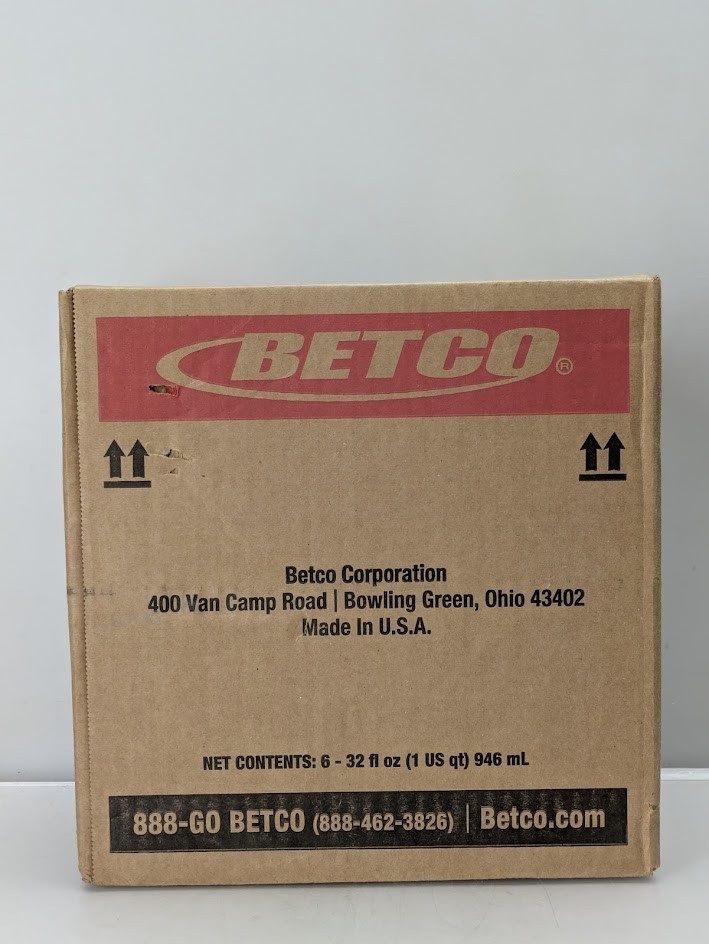 BETCO®
Betco Corporation
400 Van Camp Road | Bowling Green, Ohio 43402
Made In U.S.A.
NET CONTENTS: 6 - 32 fl oz (1 US qt) 946 mL
888-GO BETCO (888-462-3826) | Betco.com